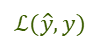 ℒ(ŷ, y)